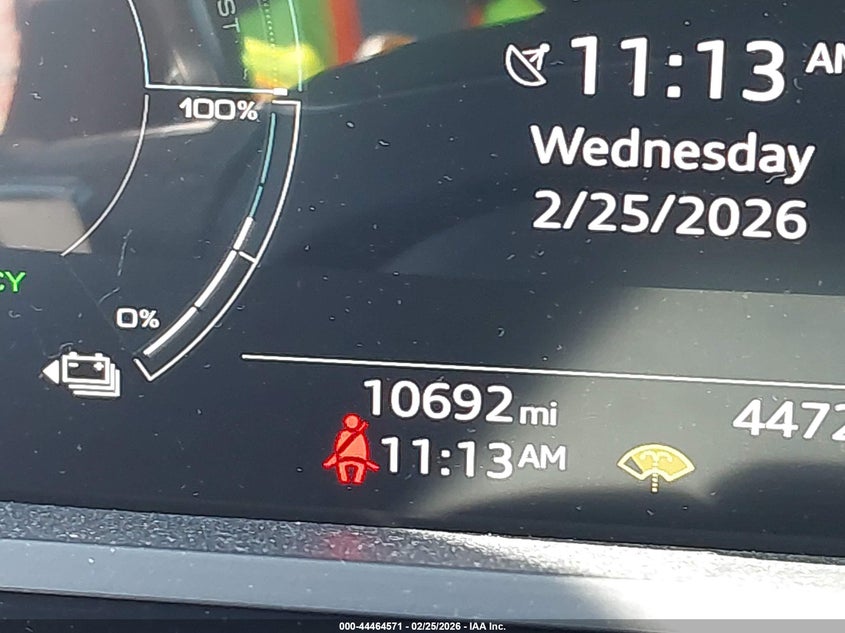 100%
11:13 AM
Wednesday
2/25/2026
CY
0%
10692 mi
4472
11:13 AM
000-44464571 - 02/25/2026 - IAA Inc.